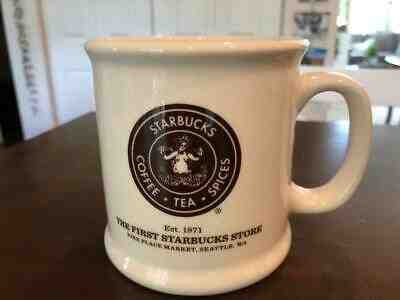 STARBUCKS
COFFEE · TEA · SPICES
®
Est. 1971
THE FIRST STARBUCKS STORE
PIKE PLACE MARKET, SEATTLE, WA